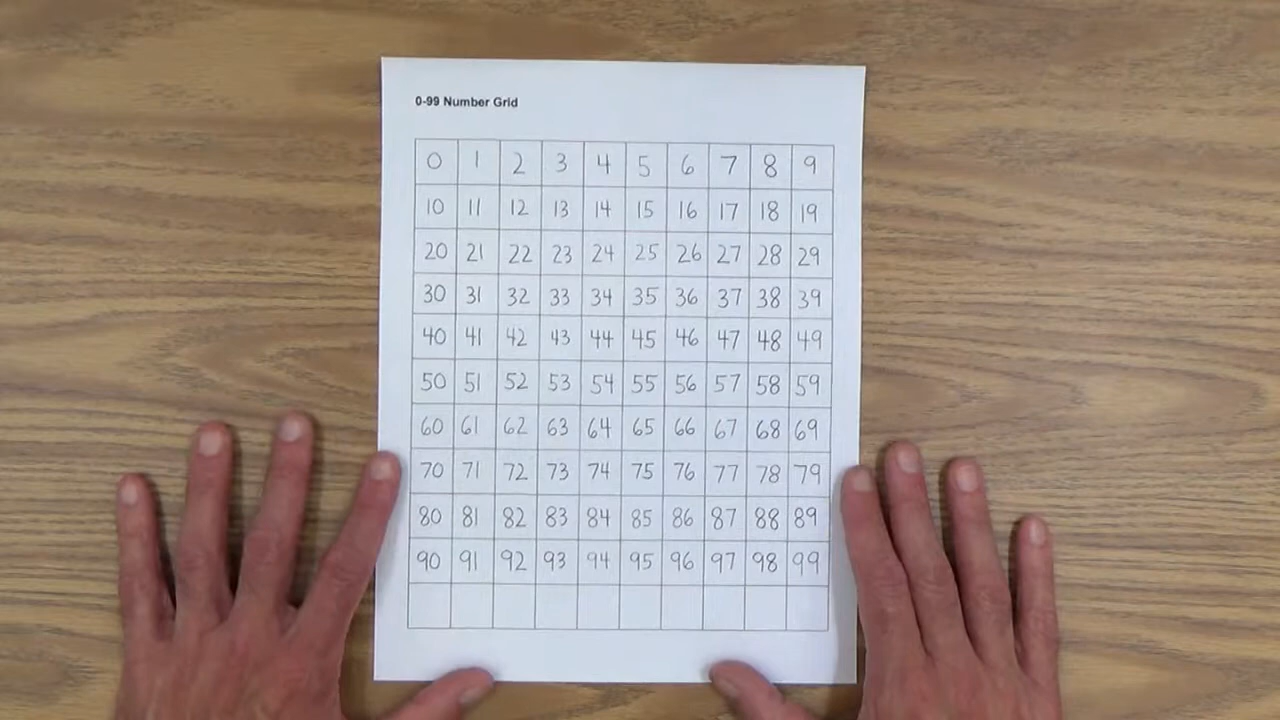 0-99 Number Grid
0 1 2 3 4 5 6 7 8 9
10 11 12 13 14 15 16 17 18 19
20 21 22 23 24 25 26 27 28 29
30 31 32 33 34 35 36 37 38 39
40 41 42 43 44 45 46 47 48 49
50 51 52 53 54 55 56 57 58 59
60 61 62 63 64 65 66 67 68 69
70 71 72 73 74 75 76 77 78 79
80 81 82 83 84 85 86 87 88 89
90 91 92 93 94 95 96 97 98 99